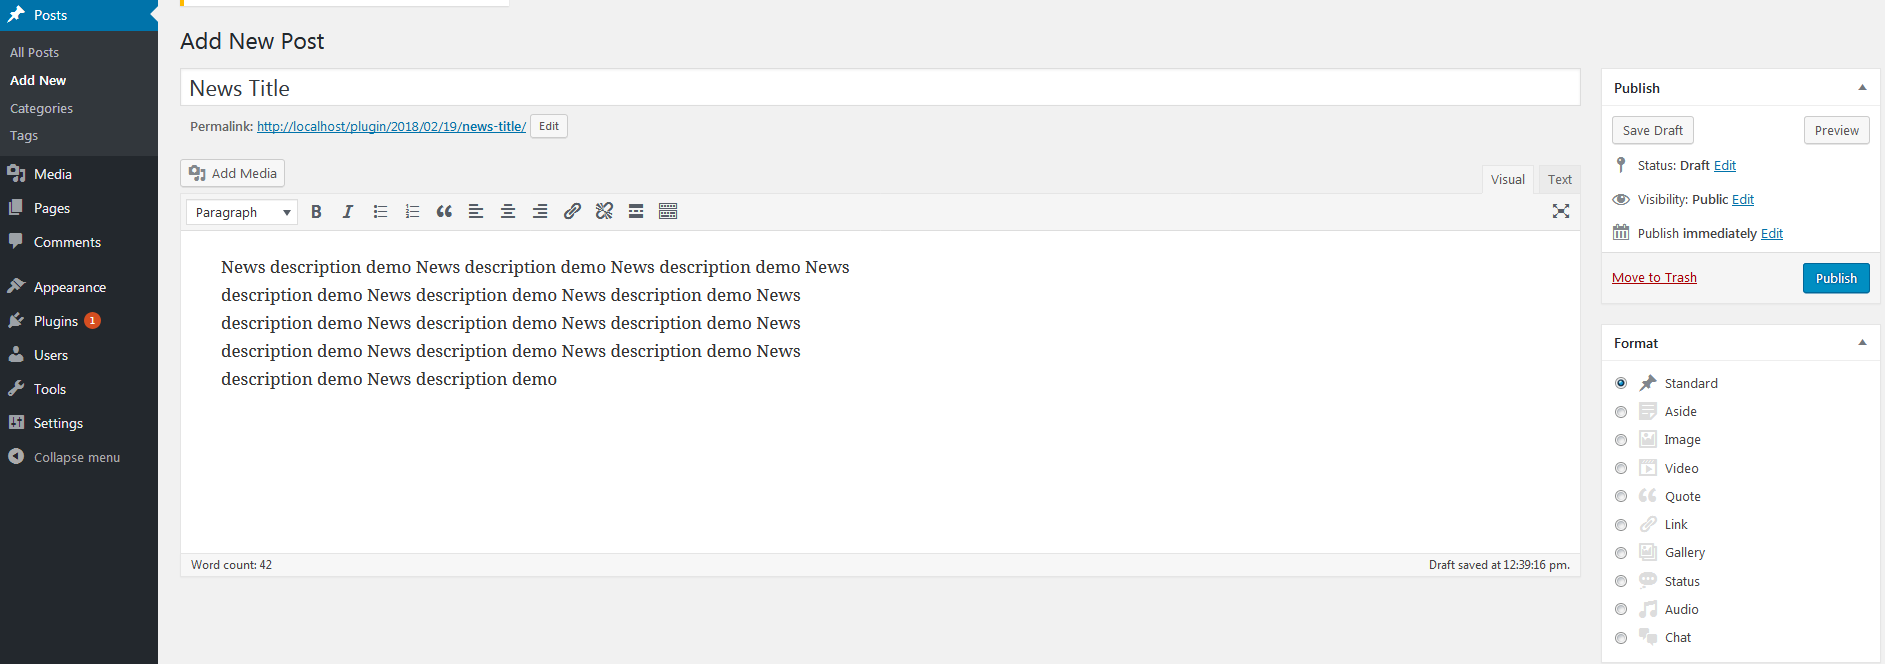 Posts
All Posts
Add New
Categories
Tags
Media
Pages
Comments
Appearance
Plugins 1
Users
Tools
Settings
Collapse menu
Add New Post
News Title
Permalink: http://localhost/plugin/2018/02/19/news-title/ Edit
Add Media
Visual Text
Paragraph B I
News description demo News description demo News description demo News
description demo News description demo News description demo News
description demo News description demo News description demo News
description demo News description demo News description demo News
description demo News description demo
Word count: 42
Draft saved at 12:39:16 pm.
Publish
Save Draft Preview
Status: Draft Edit
Visibility: Public Edit
Publish immediately Edit
Move to Trash Publish
Format
Standard
Aside
Image
Video
Quote
Link
Gallery
Status
Audio
Chat